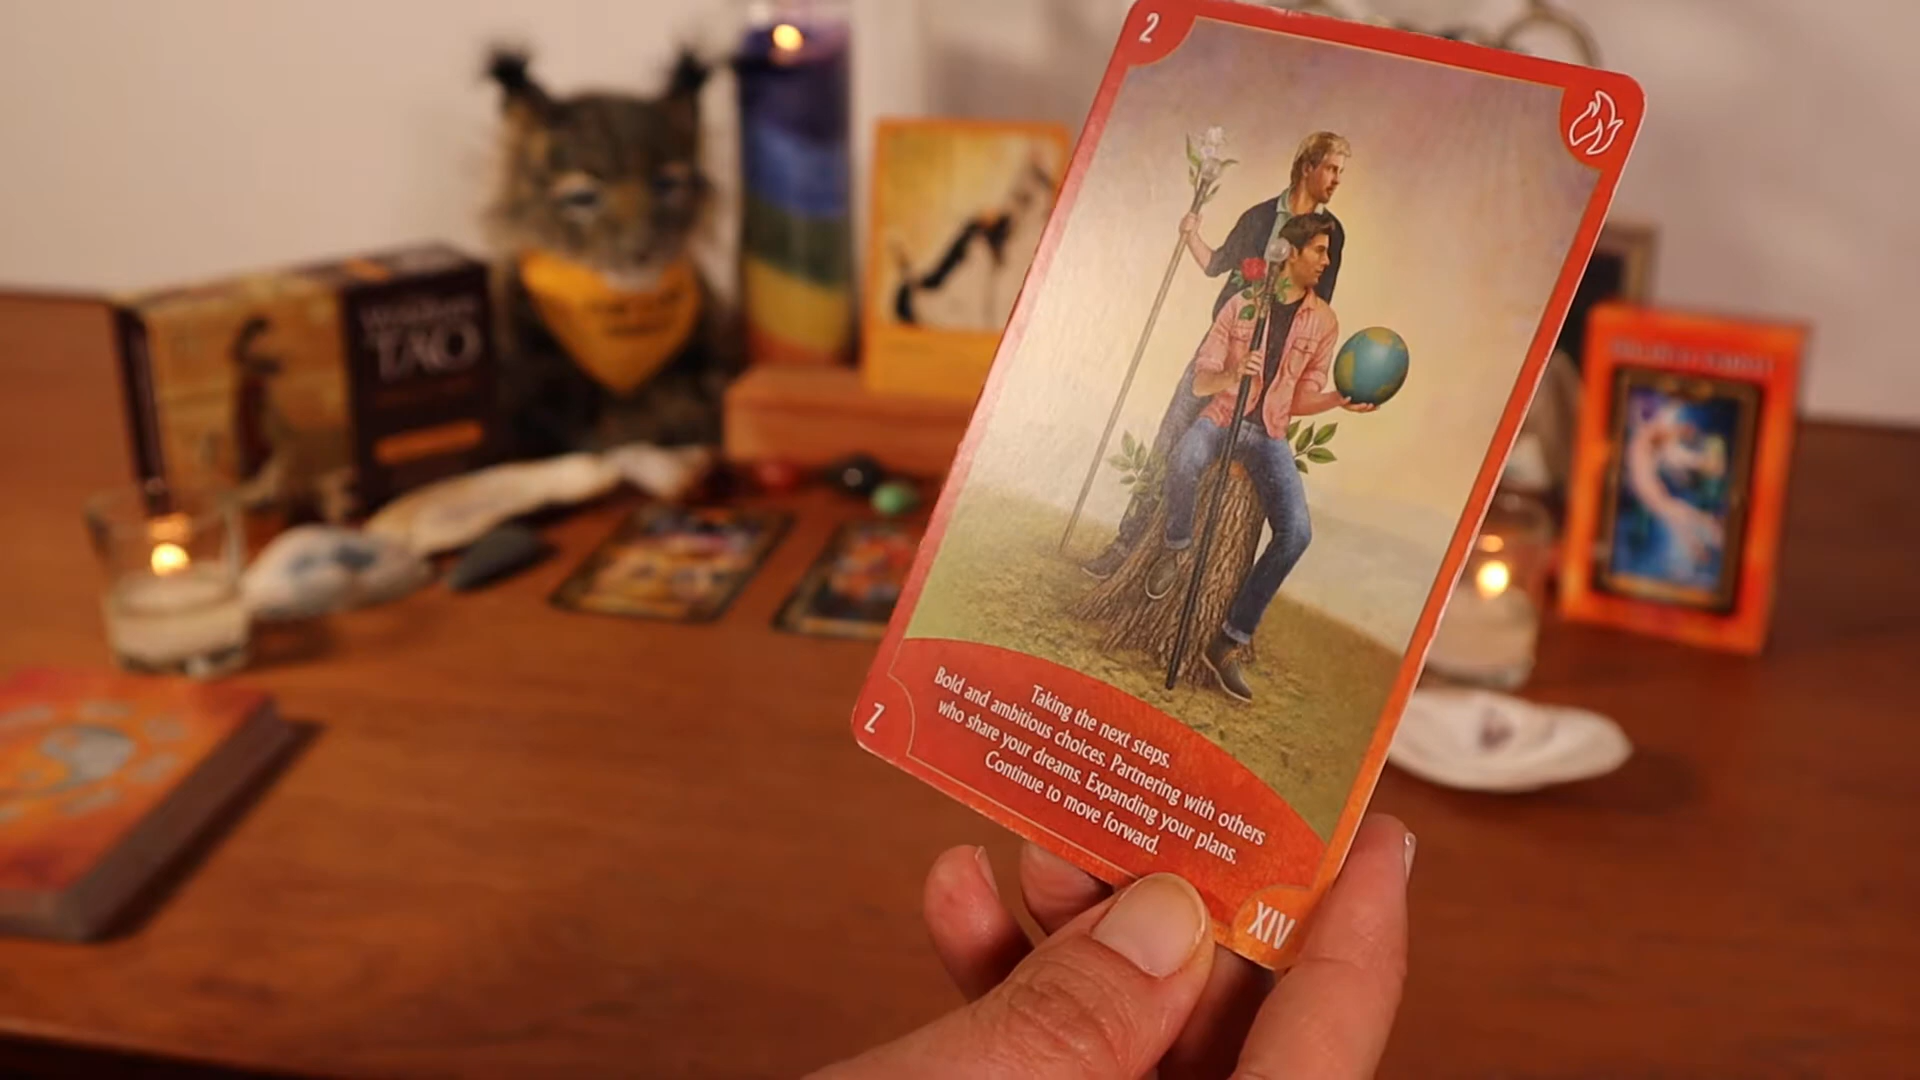 2
Taking the next steps.
Bold and ambitious choices. Partnering with others
who share your dreams. Expanding your plans.
Continue to move forward.
Z
XIV
TAO